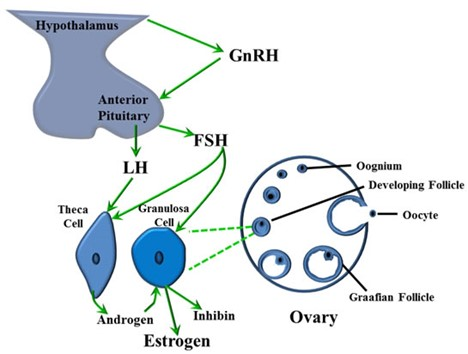 Hypothalamus
GnRH
Anterior
Pituitary
FSH
LH
Theca
Cell
Granulosa
Cell
Oognium
Developing Follicle
Oocyte
Graafian Follicle
Androgen
Inhibin
Estrogen
Ovary